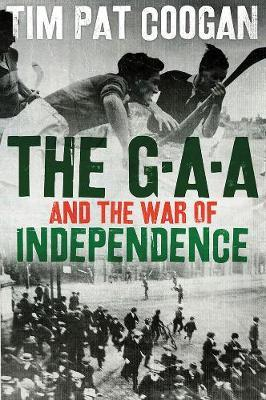 TIM PAT COOGAN
THE G·A·A
AND THE WAR OF
INDEPENDENCE